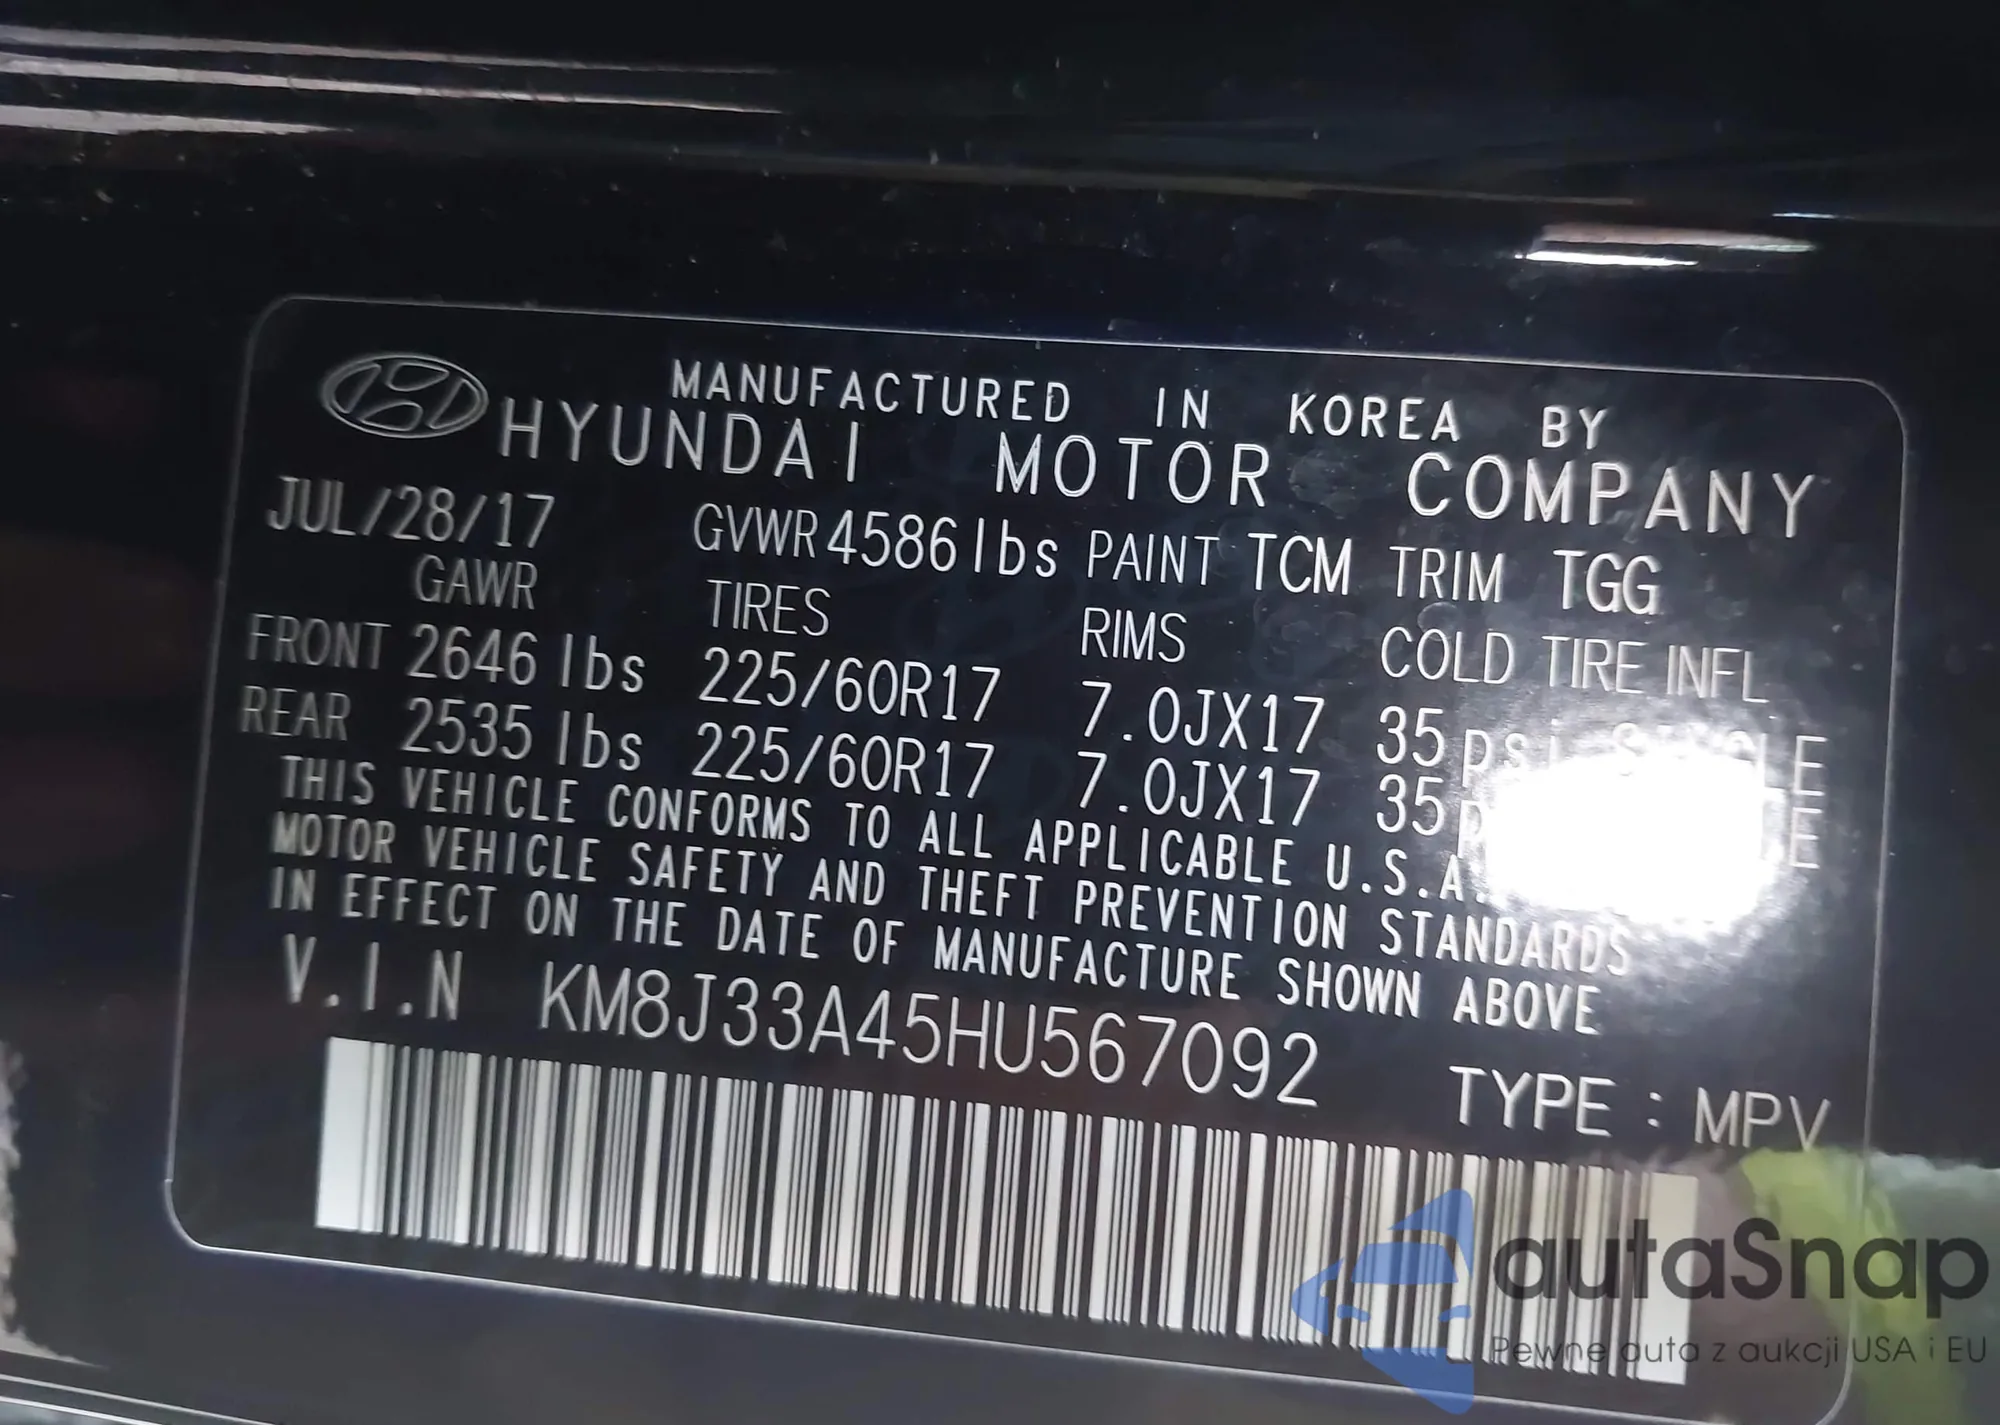 MANUFACTURED IN KOREA BY
HYUNDAI MOTOR COMPANY
JUL/28/17 GVWR 4586 lbs PAINT TCM TRIM TGG
GAWR TIRES RIMS COLD TIRE INFL
FRONT 2646 lbs 225/60R17 7.0JX17 35 psi SINGLE
REAR 2535 lbs 225/60R17 7.0JX17 35
THIS VEHICLE CONFORMS TO ALL APPLICABLE U.S.A.
MOTOR VEHICLE SAFETY AND THEFT PREVENTION STANDARDS
IN EFFECT ON THE DATE OF MANUFACTURE SHOWN ABOVE
V.I.N KM8J33A45HU567092
TYPE : MPV
autaSnap
Pewne auta z aukcji USA i EU